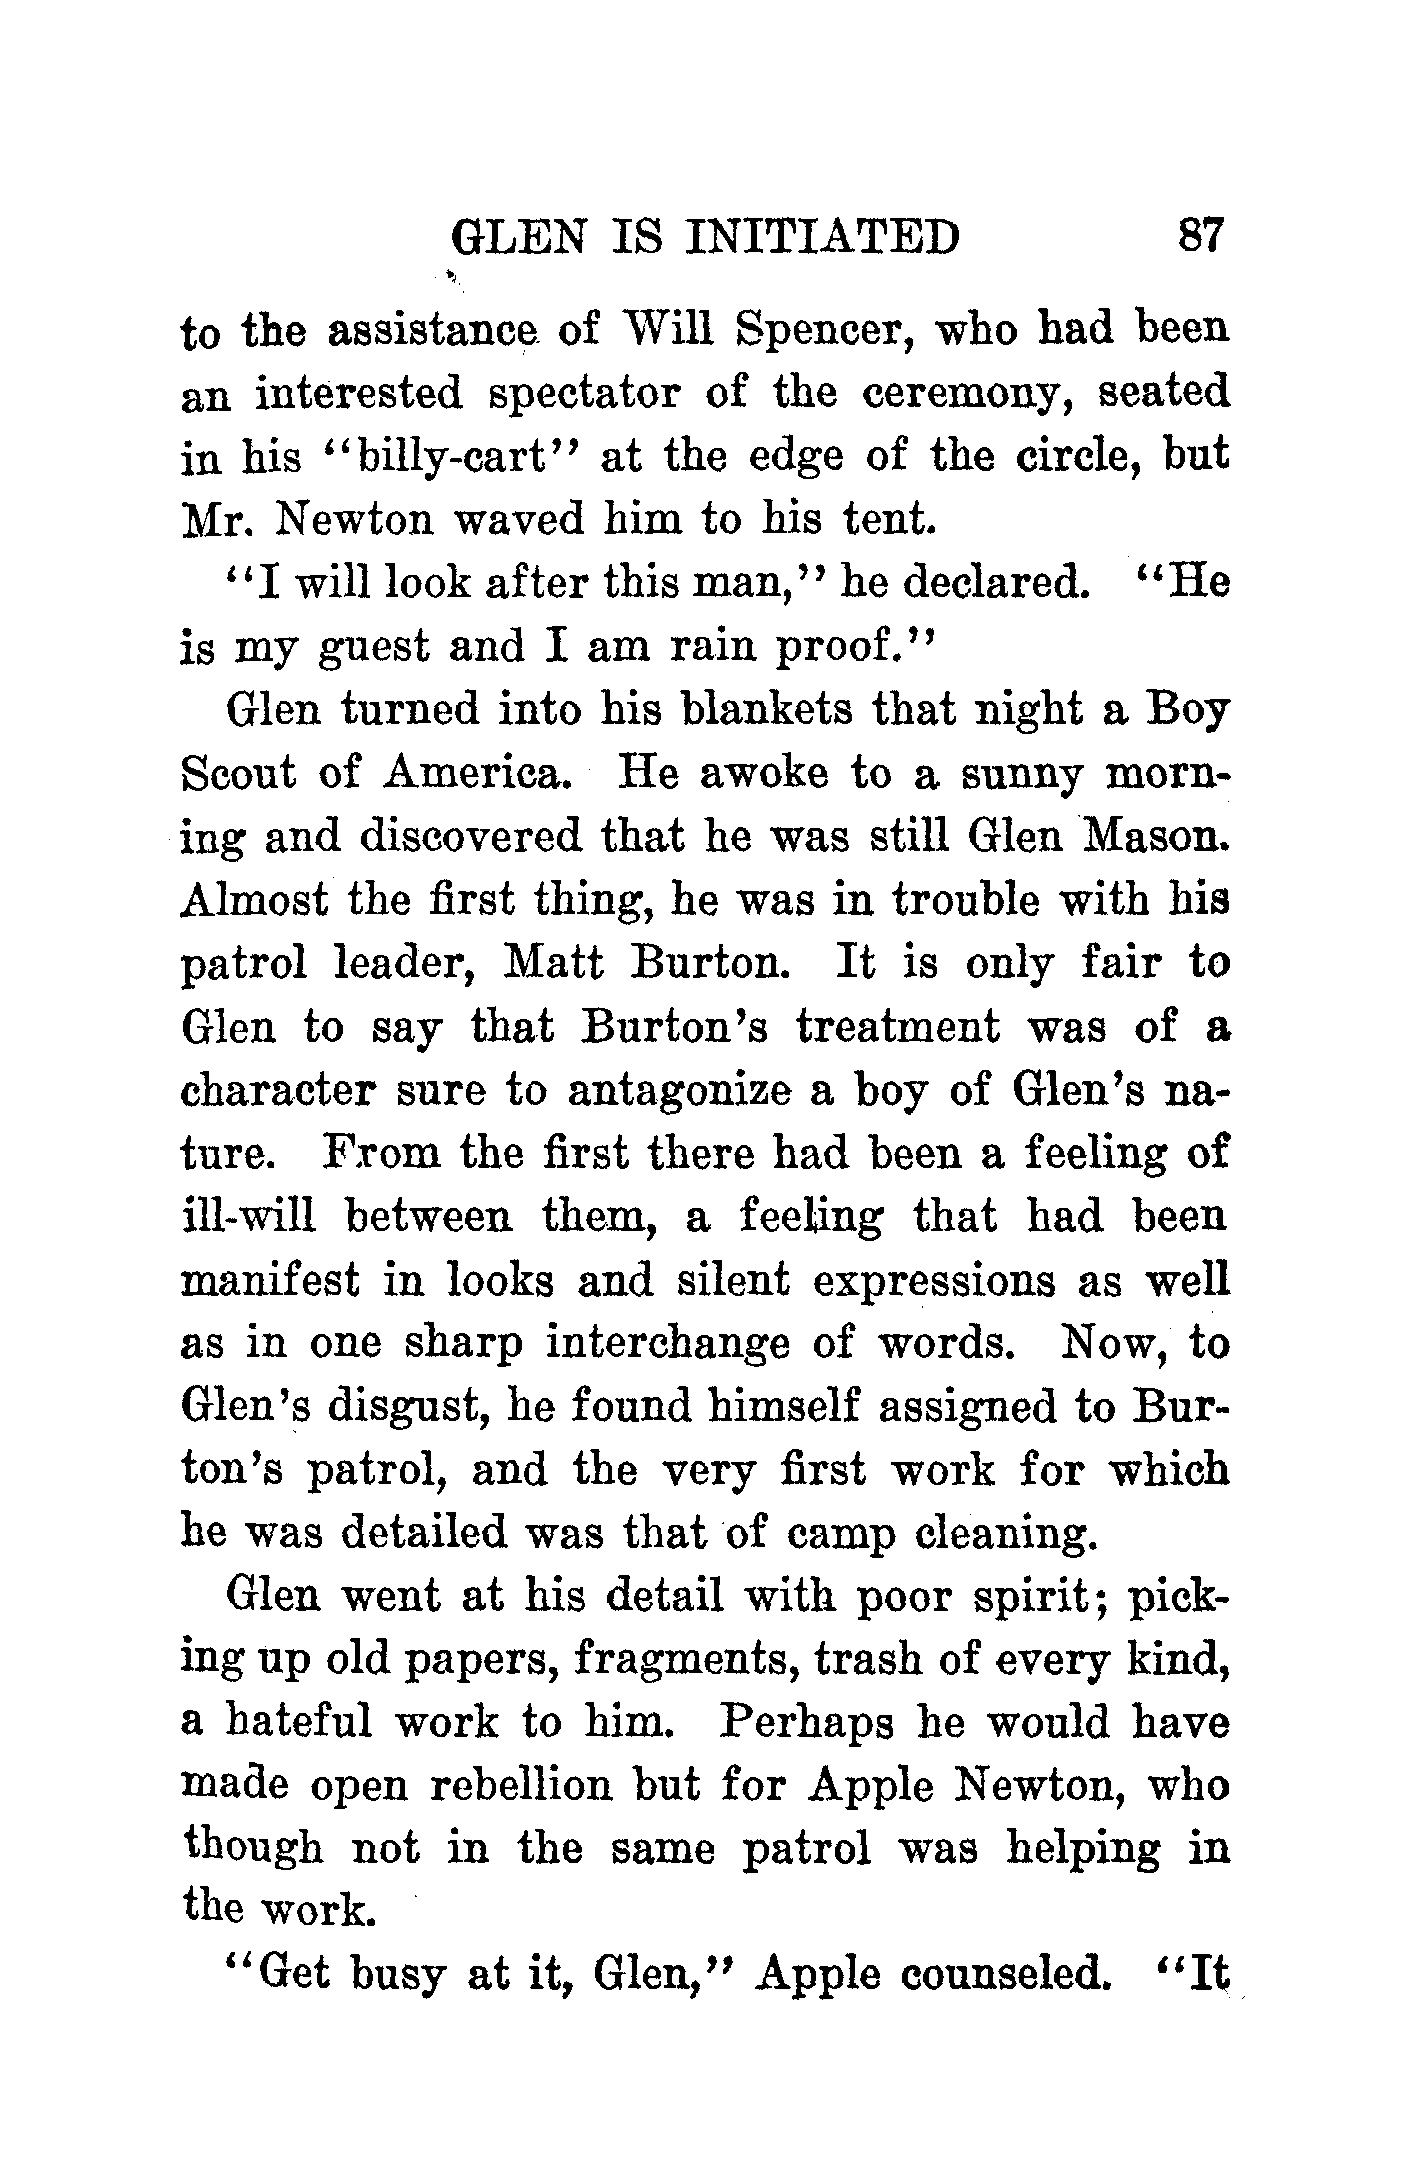 GLEN IS INITIATED 87
to the assistance of Will Spencer, who had been
an interested spectator of the ceremony, seated
in his "billy-cart" at the edge of the circle, but
Mr. Newton waved him to his tent.
"I will look after this man," he declared. "He
is my guest and I am rain proof."
Glen turned into his blankets that night a Boy
Scout of America. He awoke to a sunny morn-
ing and discovered that he was still Glen Mason.
Almost the first thing, he was in trouble with his
patrol leader, Matt Burton. It is only fair to
Glen to say that Burton's treatment was of a
character sure to antagonize a boy of Glen's na-
ture. From the first there had been a feeling of
ill-will between them, a feeling that had been
manifest in looks and silent expressions as well
as in one sharp interchange of words. Now, to
Glen's disgust, he found himself assigned to Bur-
ton's patrol, and the very first work for which
he was detailed was that of camp cleaning.
Glen went at his detail with poor spirit; pick-
ing up old papers, fragments, trash of every kind,
a hateful work to him. Perhaps he would have
made open rebellion but for Apple Newton, who
though not in the same patrol was helping in
the work.
"Get busy at it, Glen," Apple counseled. "It